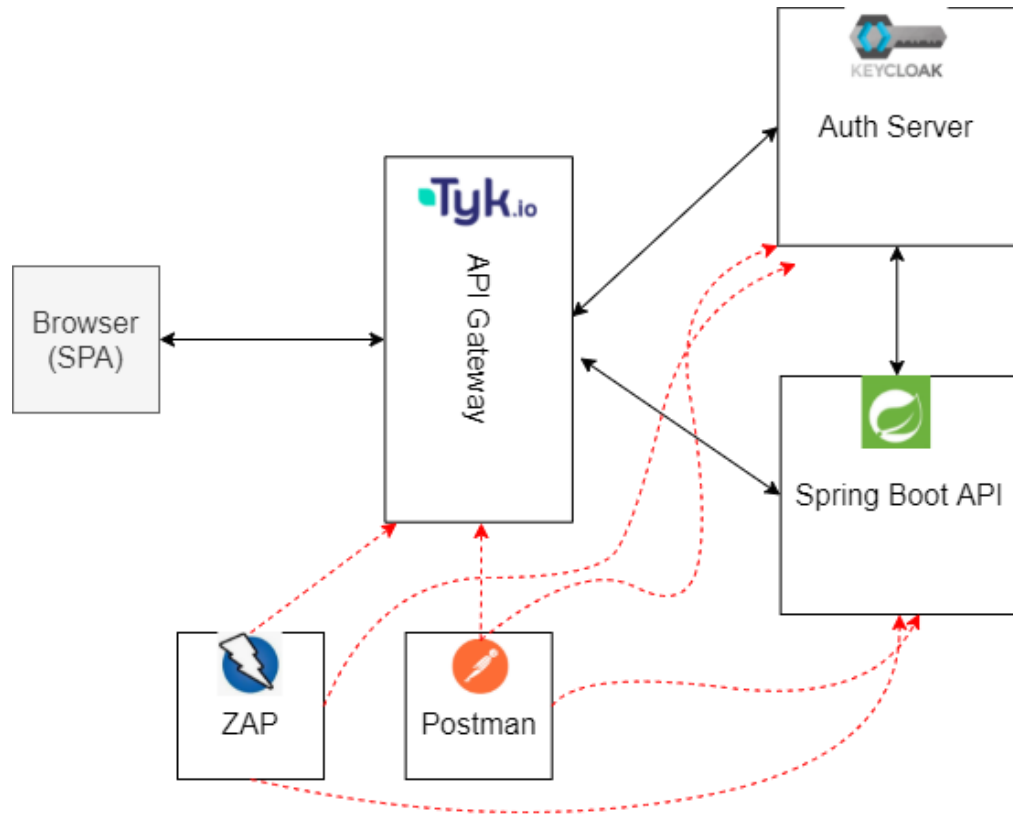 KEYCLOAK
Auth Server
Tyk.io
API Gateway
Browser
(SPA)
Spring Boot API
ZAP
Postman